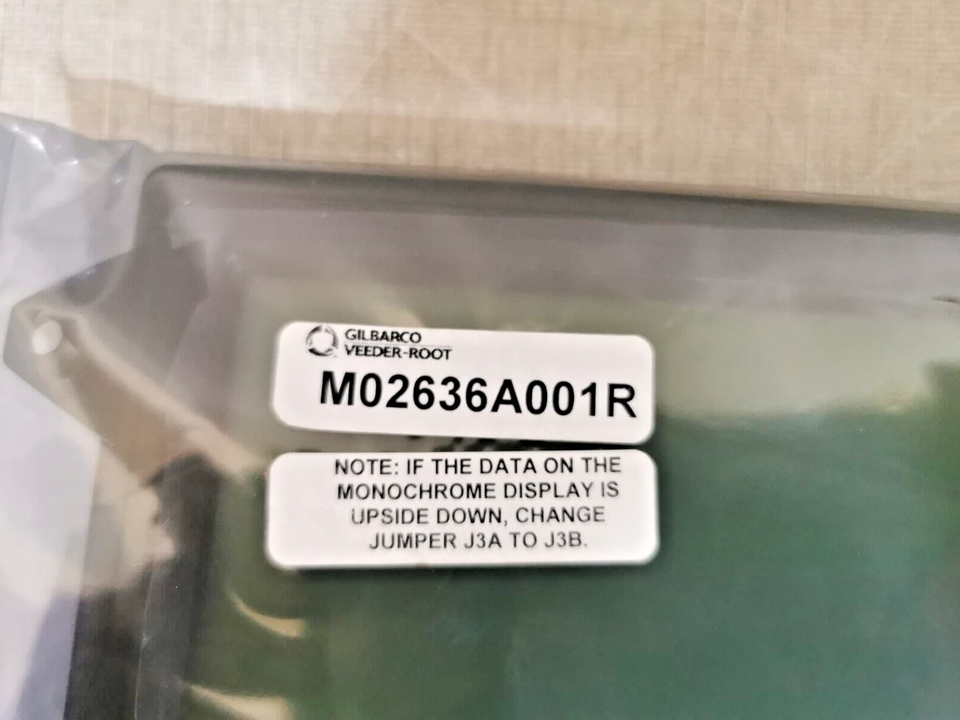 GILBARCO
VEEDER-ROOT
M02636A001R
NOTE: IF THE DATA ON THE
MONOCHROME DISPLAY IS
UPSIDE DOWN, CHANGE
JUMPER J3A TO J3B.